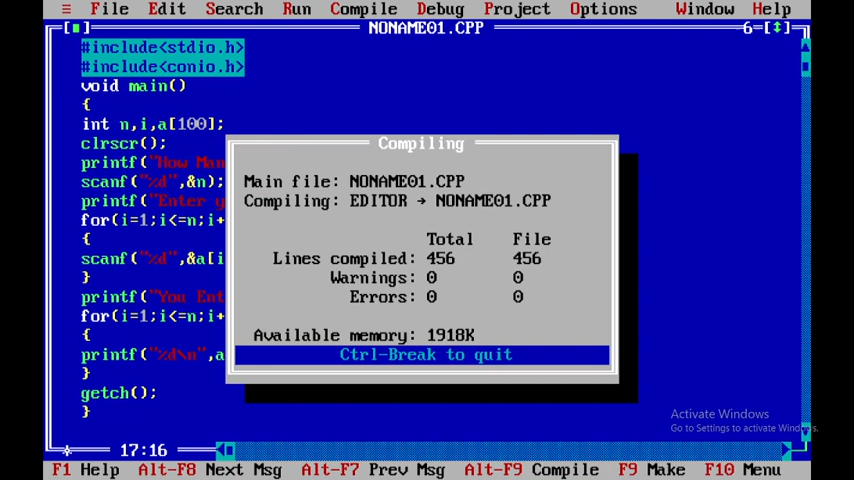 ≡ File Edit Search Run Compile Debug Project Options Window Help
[■] NONAME01.CPP 6=[↕]
#include<stdio.h>
#include<conio.h>
void main()
{
int n,i,a[100];
clrscr();
printf("How Man
scanf("%d",&n);
printf("Enter y
for(i=1;i<=n;i+
{
scanf("%d",&a[i
}
printf("You Ent
for(i=1;i<=n;i+
{
printf("%d\n",a
}
getch();
}
Compiling
Main file: NONAME01.CPP
Compiling: EDITOR → NONAME01.CPP
Total File
Lines compiled: 456 456
Warnings: 0 0
Errors: 0 0
Available memory: 1918K
Ctrl-Break to quit
Activate Windows
Go to Settings to activate Windows.
17:16
F1 Help Alt-F8 Next Msg Alt-F7 Prev Msg Alt-F9 Compile F9 Make F10 Menu